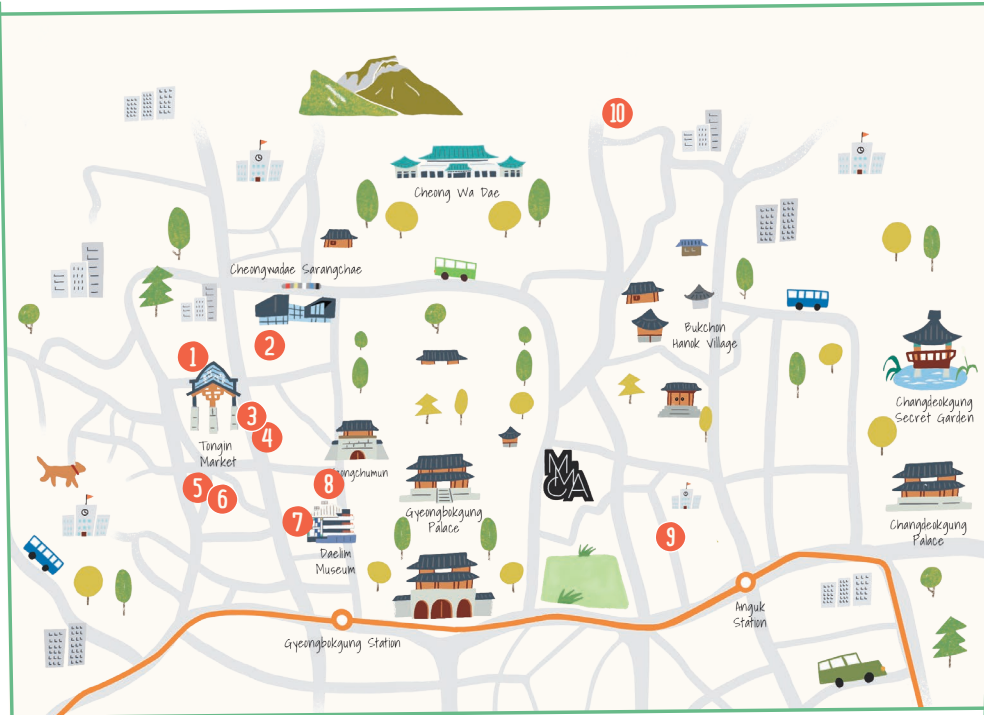 10
Cheong Wa Dae
Cheongwadae Sarangchae
1
2
Bukchon
Hanok Village
Changdeokgung
Secret Garden
3
4
Tongin
Market
ongchumun
MMCA
5
6
7
8
Gyeongbokgung
Palace
Daelim
Museum
9
Changdeokgung
Palace
Gyeongbokgung Station
Anguk
Station